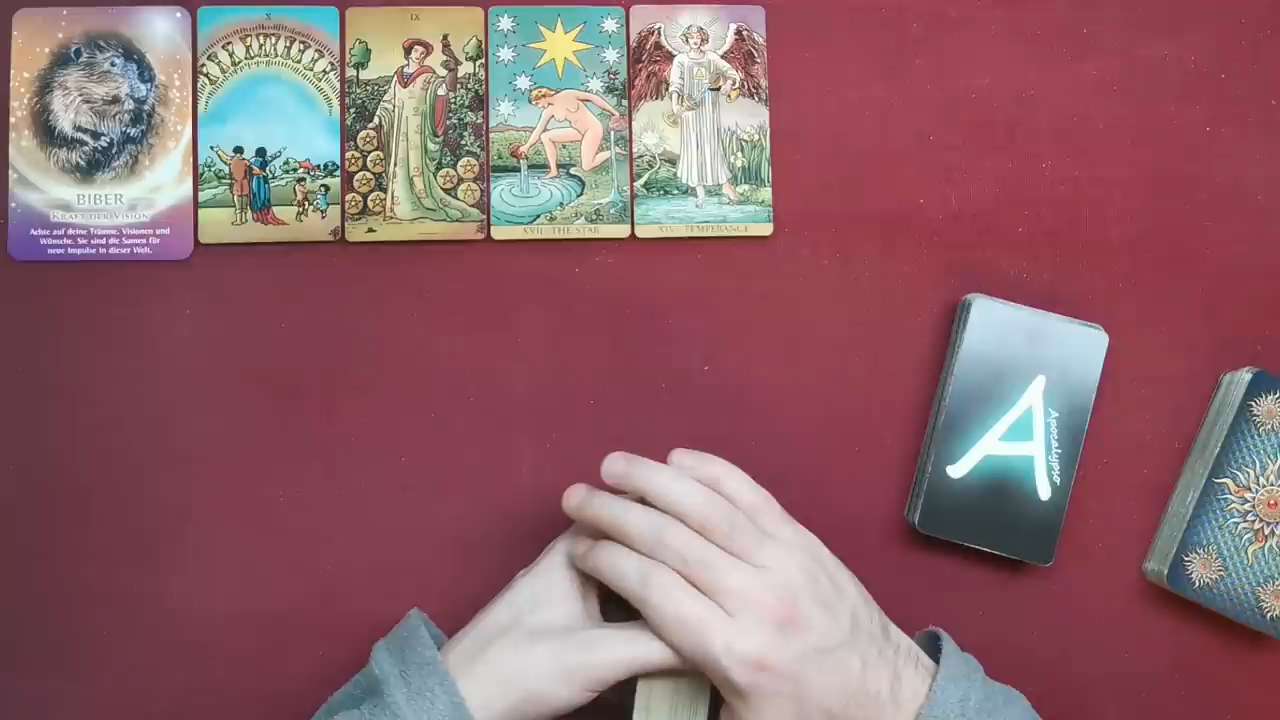 BIBER
KRAFT DER VISION
Achte auf deine Träume, Visionen und
Wünsche. Sie sind die Samen für
neue Impulse in dieser Welt.
X
IX
XVII THE STAR
XIV TEMPERANCE
A
Apocalypso